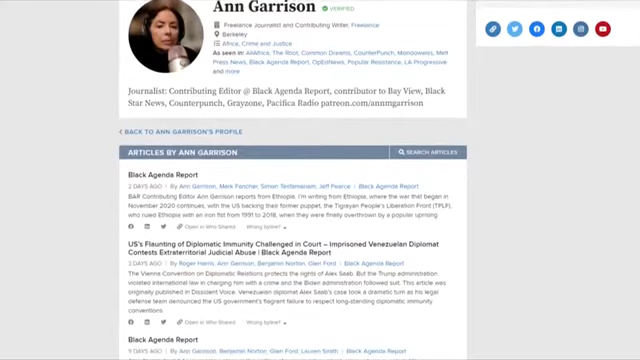 Ann Garrison VERIFIED
Freelance Journalist and Contributing Writer, Freelance
Berkeley
Africa, Crime and Justice
As seen in: AllAfrica, The Root, Common Dreams, CounterPunch, Mondoweiss, Mint
Press News, Black Agenda Report, OpEdNews, Popular Resistance, LA Progressive
and more
Journalist: Contributing Editor @ Black Agenda Report, contributor to Bay View, Black
Star News, Counterpunch, Grayzone, Pacifica Radio patreon.com/annmgarrison
BACK TO ANN GARRISON'S PROFILE
ARTICLES BY ANN GARRISON SEARCH ARTICLES
Black Agenda Report
2 DAYS AGO | By Ann Garrison, Mark Fancher, Simon Tesfamariam, Jeff Pearce | Black Agenda Report
BAR Contributing Editor Ann Garrison reports from Ethiopia. I'm writing from Ethiopia, where the war that began in
November 2020 continues, with the US backing their former puppet, the Tigrayan People's Liberation Front (TPLF),
who ruled Ethiopia with an iron fist from 1991 to 2018, when they were finally overthrown by a popular uprising
Open in Who Shared Wrong byline?
US's Flaunting of Diplomatic Immunity Challenged in Court – Imprisoned Venezuelan Diplomat
Contests Extraterritorial Judicial Abuse | Black Agenda Report
3 DAYS AGO | By Roger Harris, Ann Garrison, Benjamin Norton, Glen Ford | Black Agenda Report
The Vienna Convention on Diplomatic Relations protects the rights of Alex Saab. But the Trump administration
violated international law in charging him with a crime and the Biden administration followed suit. This article was
originally published in Dissident Voice. Venezuelan diplomat Alex Saab's case took a dramatic turn as his legal
defense team denounced the US government's flagrant failure to respect long-standing diplomatic immunity
conventions.
Open in Who Shared Wrong byline?
Black Agenda Report
9 DAYS AGO | By Ann Garrison, Benjamin Norton, Glen Ford, Lauren Smith | Black Agenda Report